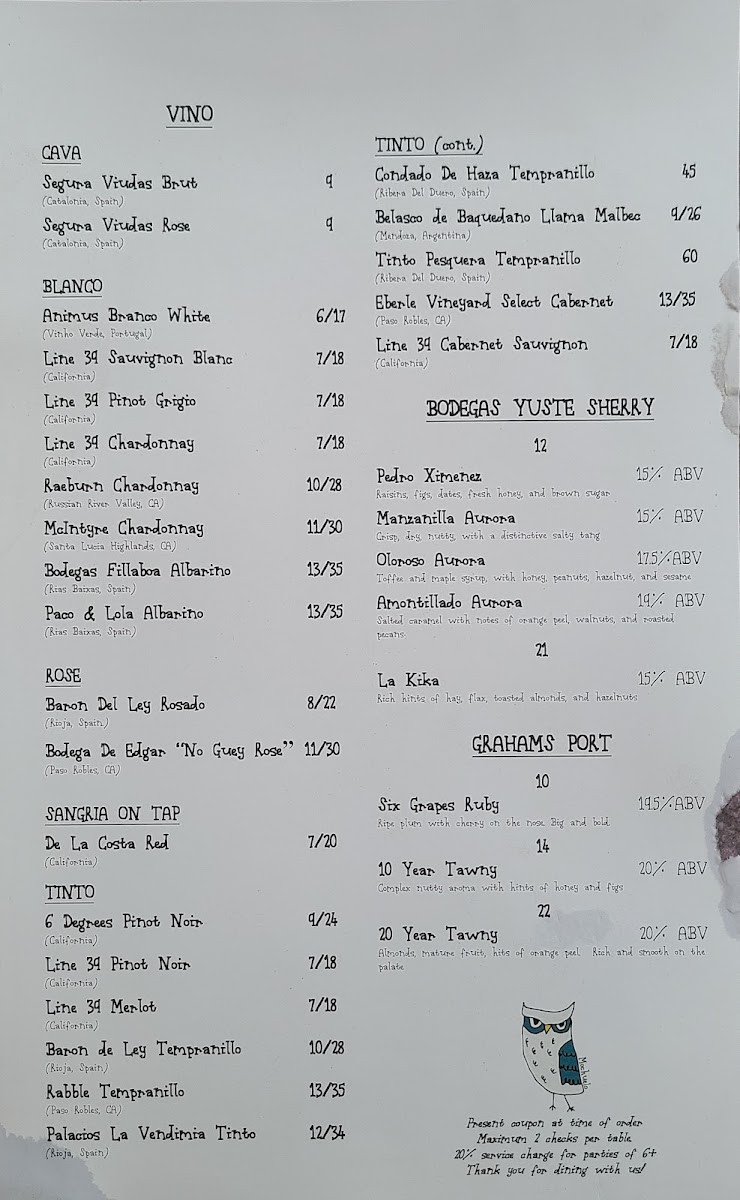 VINO
CAVA
Segura Viudas Brut 9
(Catalonia, Spain)
Segura Viudas Rose 9
(Catalonia, Spain)
BLANCO
Animus Branco White 6/17
(Vinho Verde, Portugal)
Line 39 Sauvignon Blanc 7/18
(California)
Line 39 Pinot Grigio 7/18
(California)
Line 39 Chardonnay 7/18
(California)
Raeburn Chardonnay 10/28
(Russian River Valley, CA)
McIntyre Chardonnay 11/30
(Santa Lucia Highlands, CA)
Bodegas Fillaboa Albarino 13/35
(Rias Baixas, Spain)
Paco & Lola Albarino 13/35
(Rias Baixas, Spain)
ROSE
Baron Del Ley Rosado 8/22
(Rioja, Spain)
Bodega De Edgar "No Guey Rose" 11/30
(Paso Robles, CA)
SANGRIA ON TAP
De La Costa Red 7/20
(California)
TINTO
6 Degrees Pinot Noir 9/24
(California)
Line 39 Pinot Noir 7/18
(California)
Line 39 Merlot 7/18
(California)
Baron de Ley Tempranillo 10/28
(Rioja, Spain)
Rabble Tempranillo 13/35
(Paso Robles, CA)
Palacios La Vendimia Tinto 12/34
(Rioja, Spain)
TINTO (cont.)
Condado De Haza Tempranillo 45
(Ribera Del Duero, Spain)
Belasco de Baquedano Llama Malbec 9/26
(Mendoza, Argentina)
Tinto Pesquera Tempranillo 60
(Ribera Del Duero, Spain)
Eberle Vineyard Select Cabernet 13/35
(Paso Robles, CA)
Line 39 Cabernet Sauvignon 7/18
(California)
BODEGAS YUSTE SHERRY
12
Pedro Ximenez 15% ABV
Raisins, figs, dates, fresh honey, and brown sugar
Manzanilla Aurora 15% ABV
Crisp, dry, nutty, with a distinctive salty tang
Oloroso Aurora 17.5%ABV
Toffee and maple syrup, with honey, peanuts, hazelnut, and sesame
Amontillado Aurora 19% ABV
Salted caramel with notes of orange peel, walnuts, and roasted
pecans
21
La Kika 15% ABV
Rich hints of hay, flax, toasted almonds, and hazelnuts
GRAHAMS PORT
10
Six Grapes Ruby 19.5%ABV
Ripe plum with cherry on the nose. Big and bold.
14
10 Year Tawny 20% ABV
Complex nutty aroma with hints of honey and figs
22
20 Year Tawny 20% ABV
Almonds, mature fruit, hits of orange peel. Rich and smooth on the
palate
Mochuelo
Present coupon at time of order
Maximum 2 checks per table
20% service charge for parties of 6+
Thank you for dining with us!